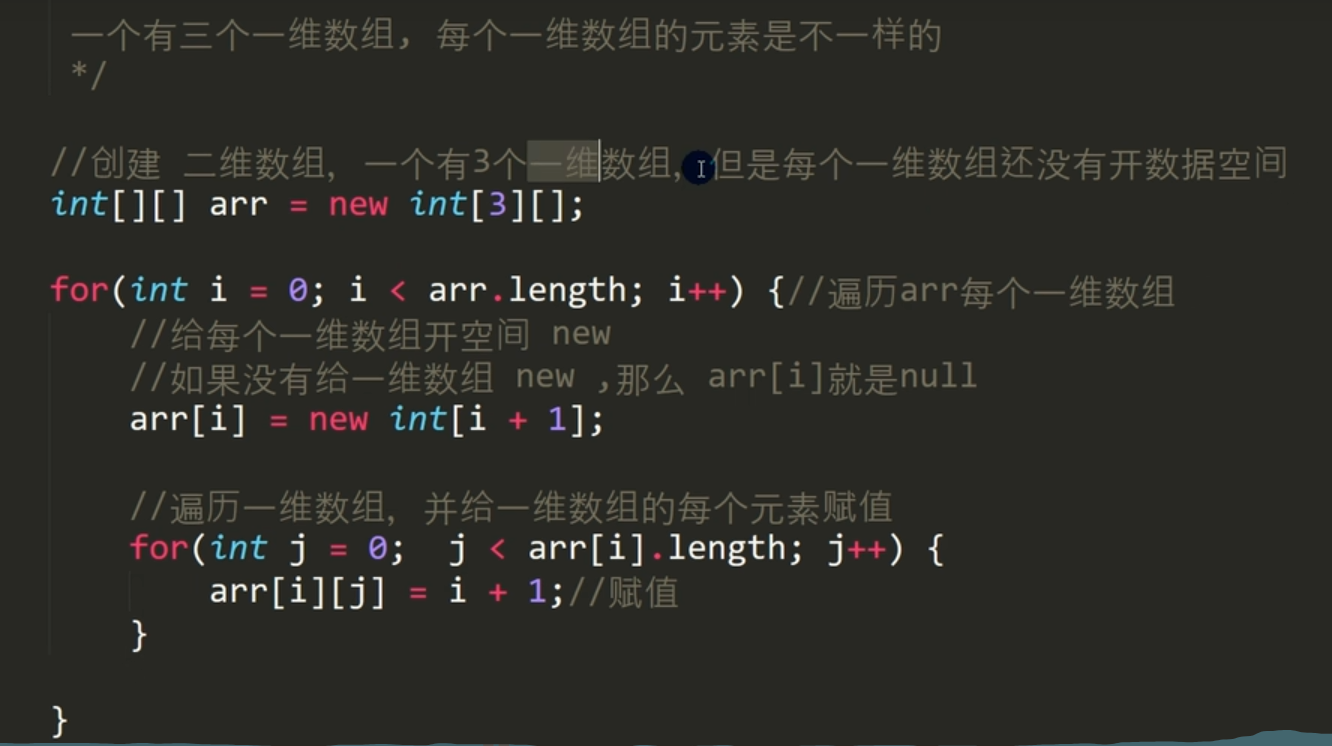 一个有三个一维数组, 每个一维数组的元素是不一样的
*/
//创建 二维数组, 一个有3个一维数组, 但是每个一维数组还没有开数据空间
int[][] arr = new int[3][];
for(int i = 0; i < arr.length; i++) {//遍历arr每个一维数组
//给每个一维数组开空间 new
//如果没有给一维数组 new ,那么 arr[i]就是null
arr[i] = new int[i + 1];
//遍历一维数组, 并给一维数组的每个元素赋值
for(int j = 0;  j < arr[i].length; j++) {
arr[i][j] = i + 1;//赋值
}
}